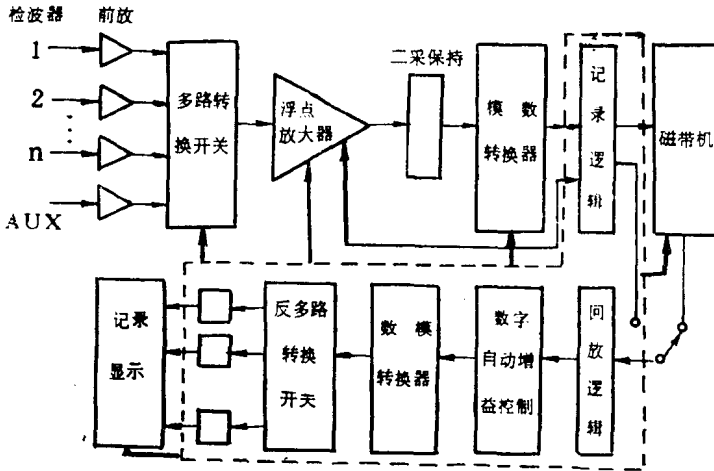 检波器 前放
1
2
n
AUX
多路转
换开关
浮点
放大器
二采保持
模数
转换器
记
录
逻
辑
磁带机
记录
显示
反多路
转换
开关
数模
转换器
数字
自动增
益控制
回
放
逻
辑